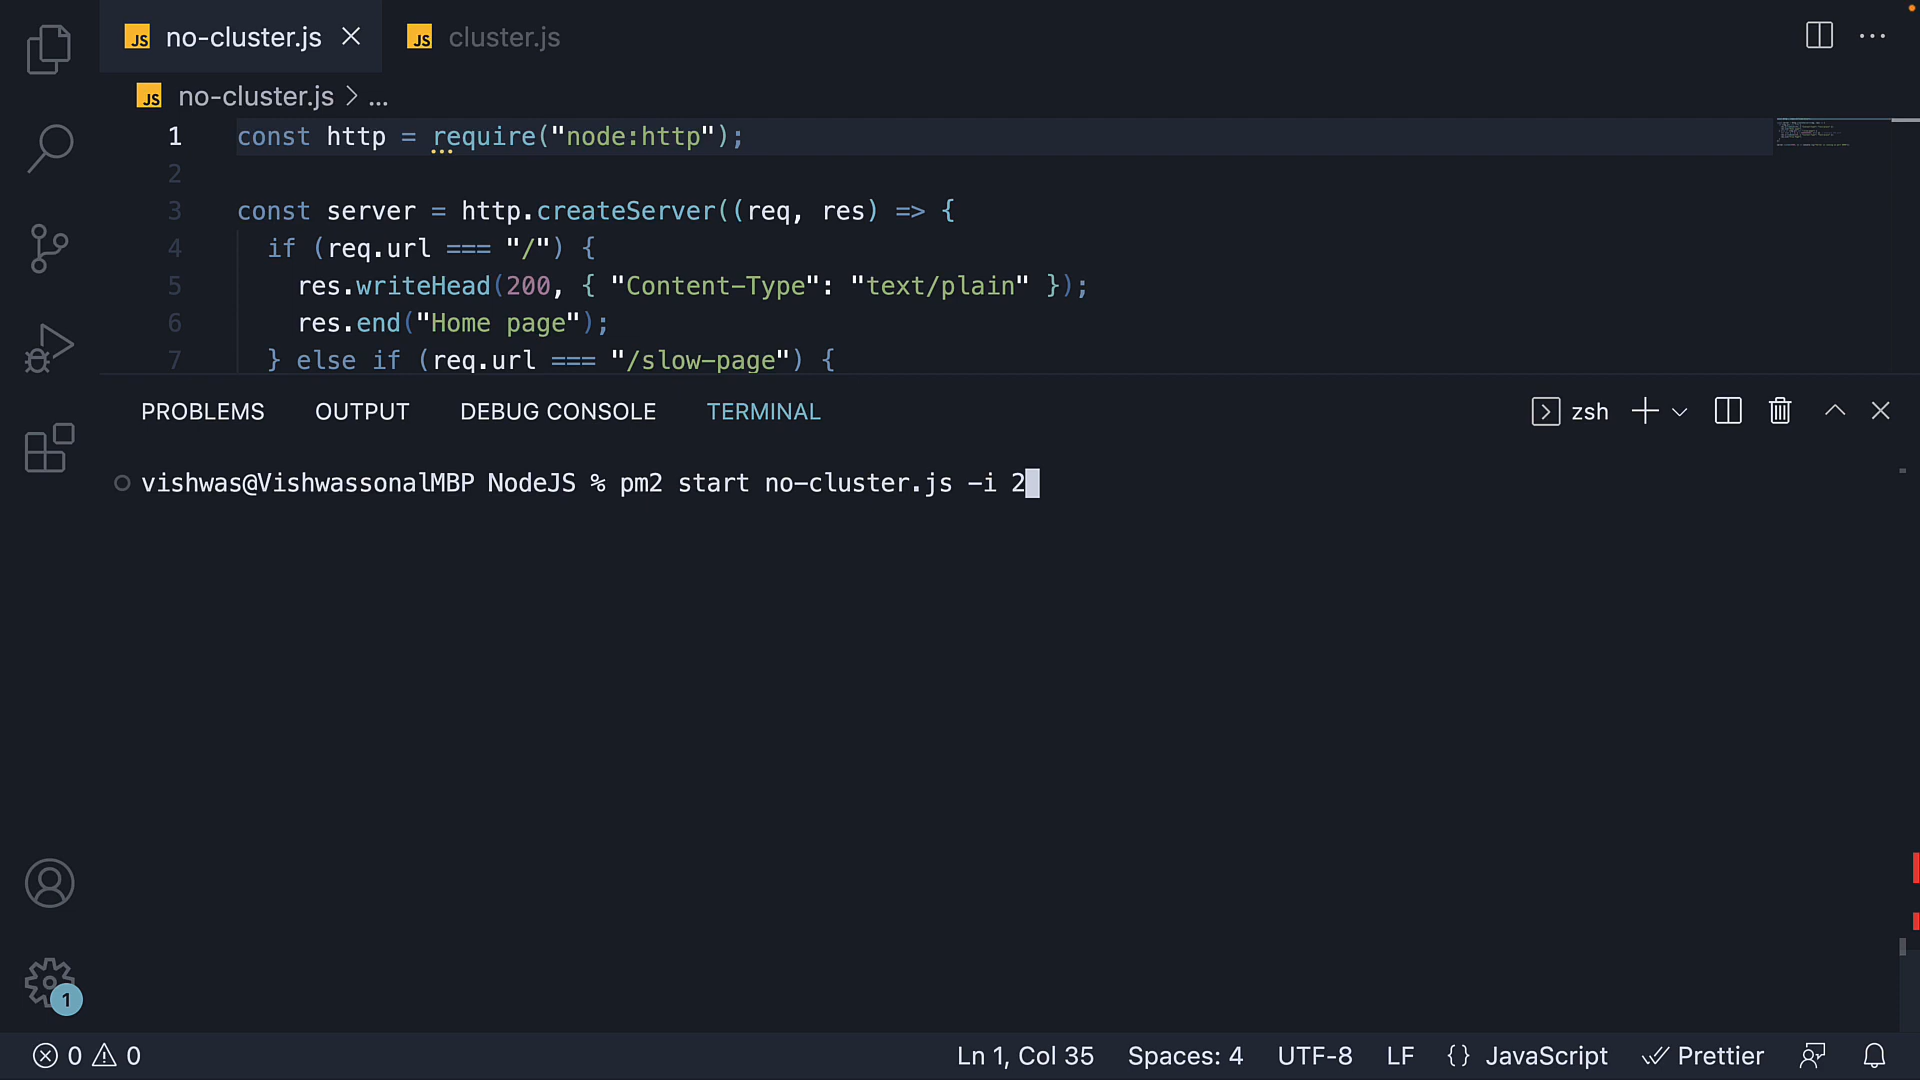 JS no-cluster.js
JS cluster.js
JS no-cluster.js > ...
1 const http = require("node:http");
2
3 const server = http.createServer((req, res) => {
4 if (req.url === "/") {
5 res.writeHead(200, { "Content-Type": "text/plain" });
6 res.end("Home page");
7 } else if (req.url === "/slow-page") {
PROBLEMS OUTPUT DEBUG CONSOLE TERMINAL
zsh
vishwas@VishwassonalMBP NodeJS % pm2 start no-cluster.js -i 2
1
0 0
Ln 1, Col 35 Spaces: 4 UTF-8 LF {} JavaScript Prettier